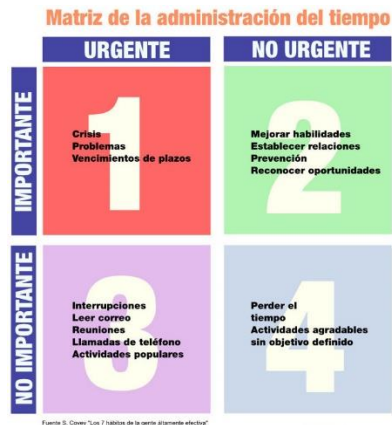 Matriz de la administración del tiempo
URGENTE
NO URGENTE
IMPORTANTE
1
Crisis
Problemas
Vencimientos de plazos
2
Mejorar habilidades
Establecer relaciones
Prevención
Reconocer oportunidades
NO IMPORTANTE
3
Interrupciones
Leer correo
Reuniones
Llamadas de teléfono
Actividades populares
4
Perder el
tiempo
Actividades agradables
sin objetivo definido
Fuente S. Covey "Los 7 hábitos de la gente áltamente efectiva"